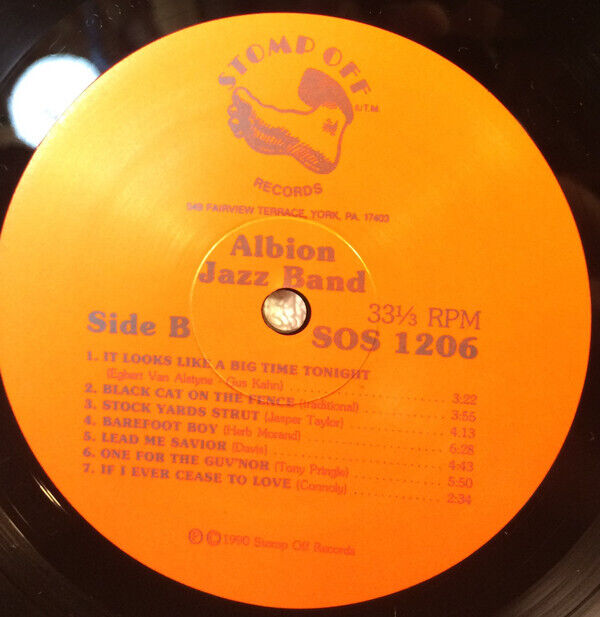 STOMP OFF
T.M.
RECORDS
549 FAIRVIEW TERRACE, YORK, PA. 17403
Albion
Jazz Band
33⅓ RPM
Side B
SOS 1206
1. IT LOOKS LIKE A BIG TIME TONIGHT
(Egbert Van Alstyne - Gus Kahn) 3:22
2. BLACK CAT ON THE FENCE (traditional) 3:55
3. STOCK YARDS STRUT (Jasper Taylor) 4.13
4. BAREFOOT BOY (Herb Morand) 6:28
5. LEAD ME SAVIOR (Davis) 4:43
6. ONE FOR THE GUV'NOR (Tony Pringle) 5:50
7. IF I EVER CEASE TO LOVE (Connoly) 2:34
℗ © 1990 Stomp Off Records